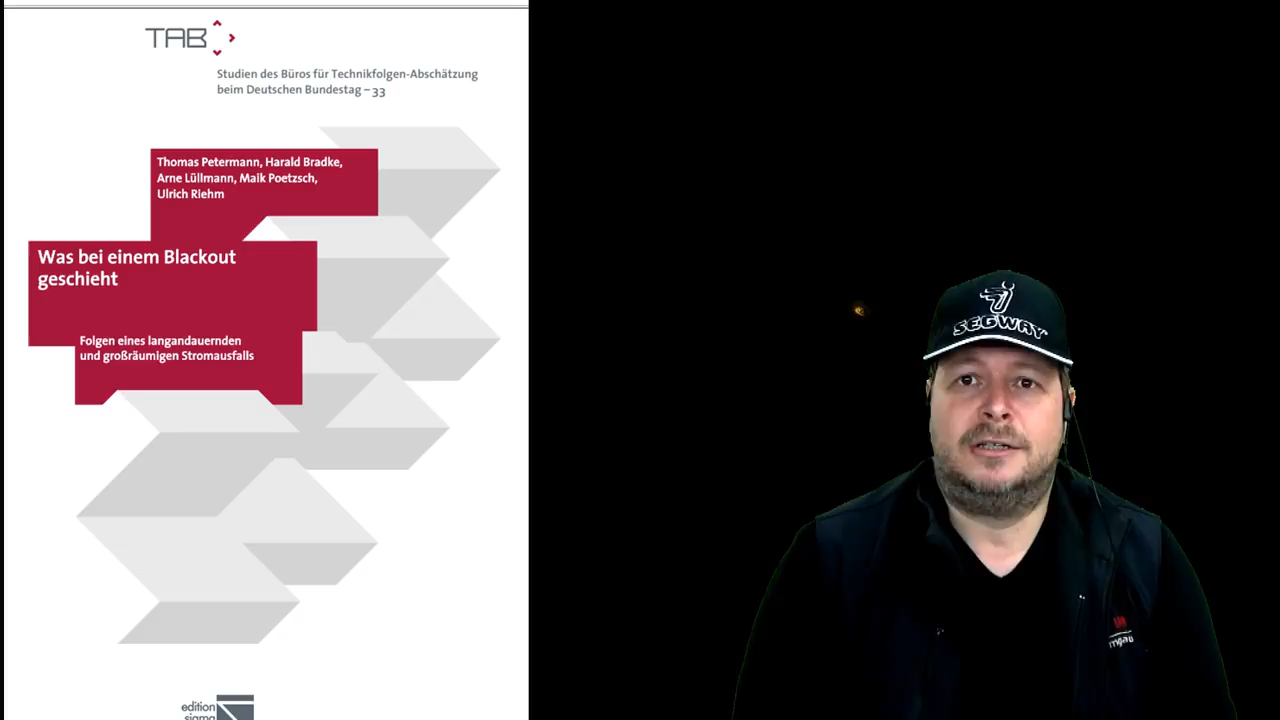 TAB
Studien des Büros für Technikfolgen-Abschätzung
beim Deutschen Bundestag – 33
Thomas Petermann, Harald Bradke,
Arne Lüllmann, Maik Poetzsch,
Ulrich Riehm
Was bei einem Blackout
geschieht
Folgen eines langandauernden
und großräumigen Stromausfalls
edition
sigma
SEGWAY